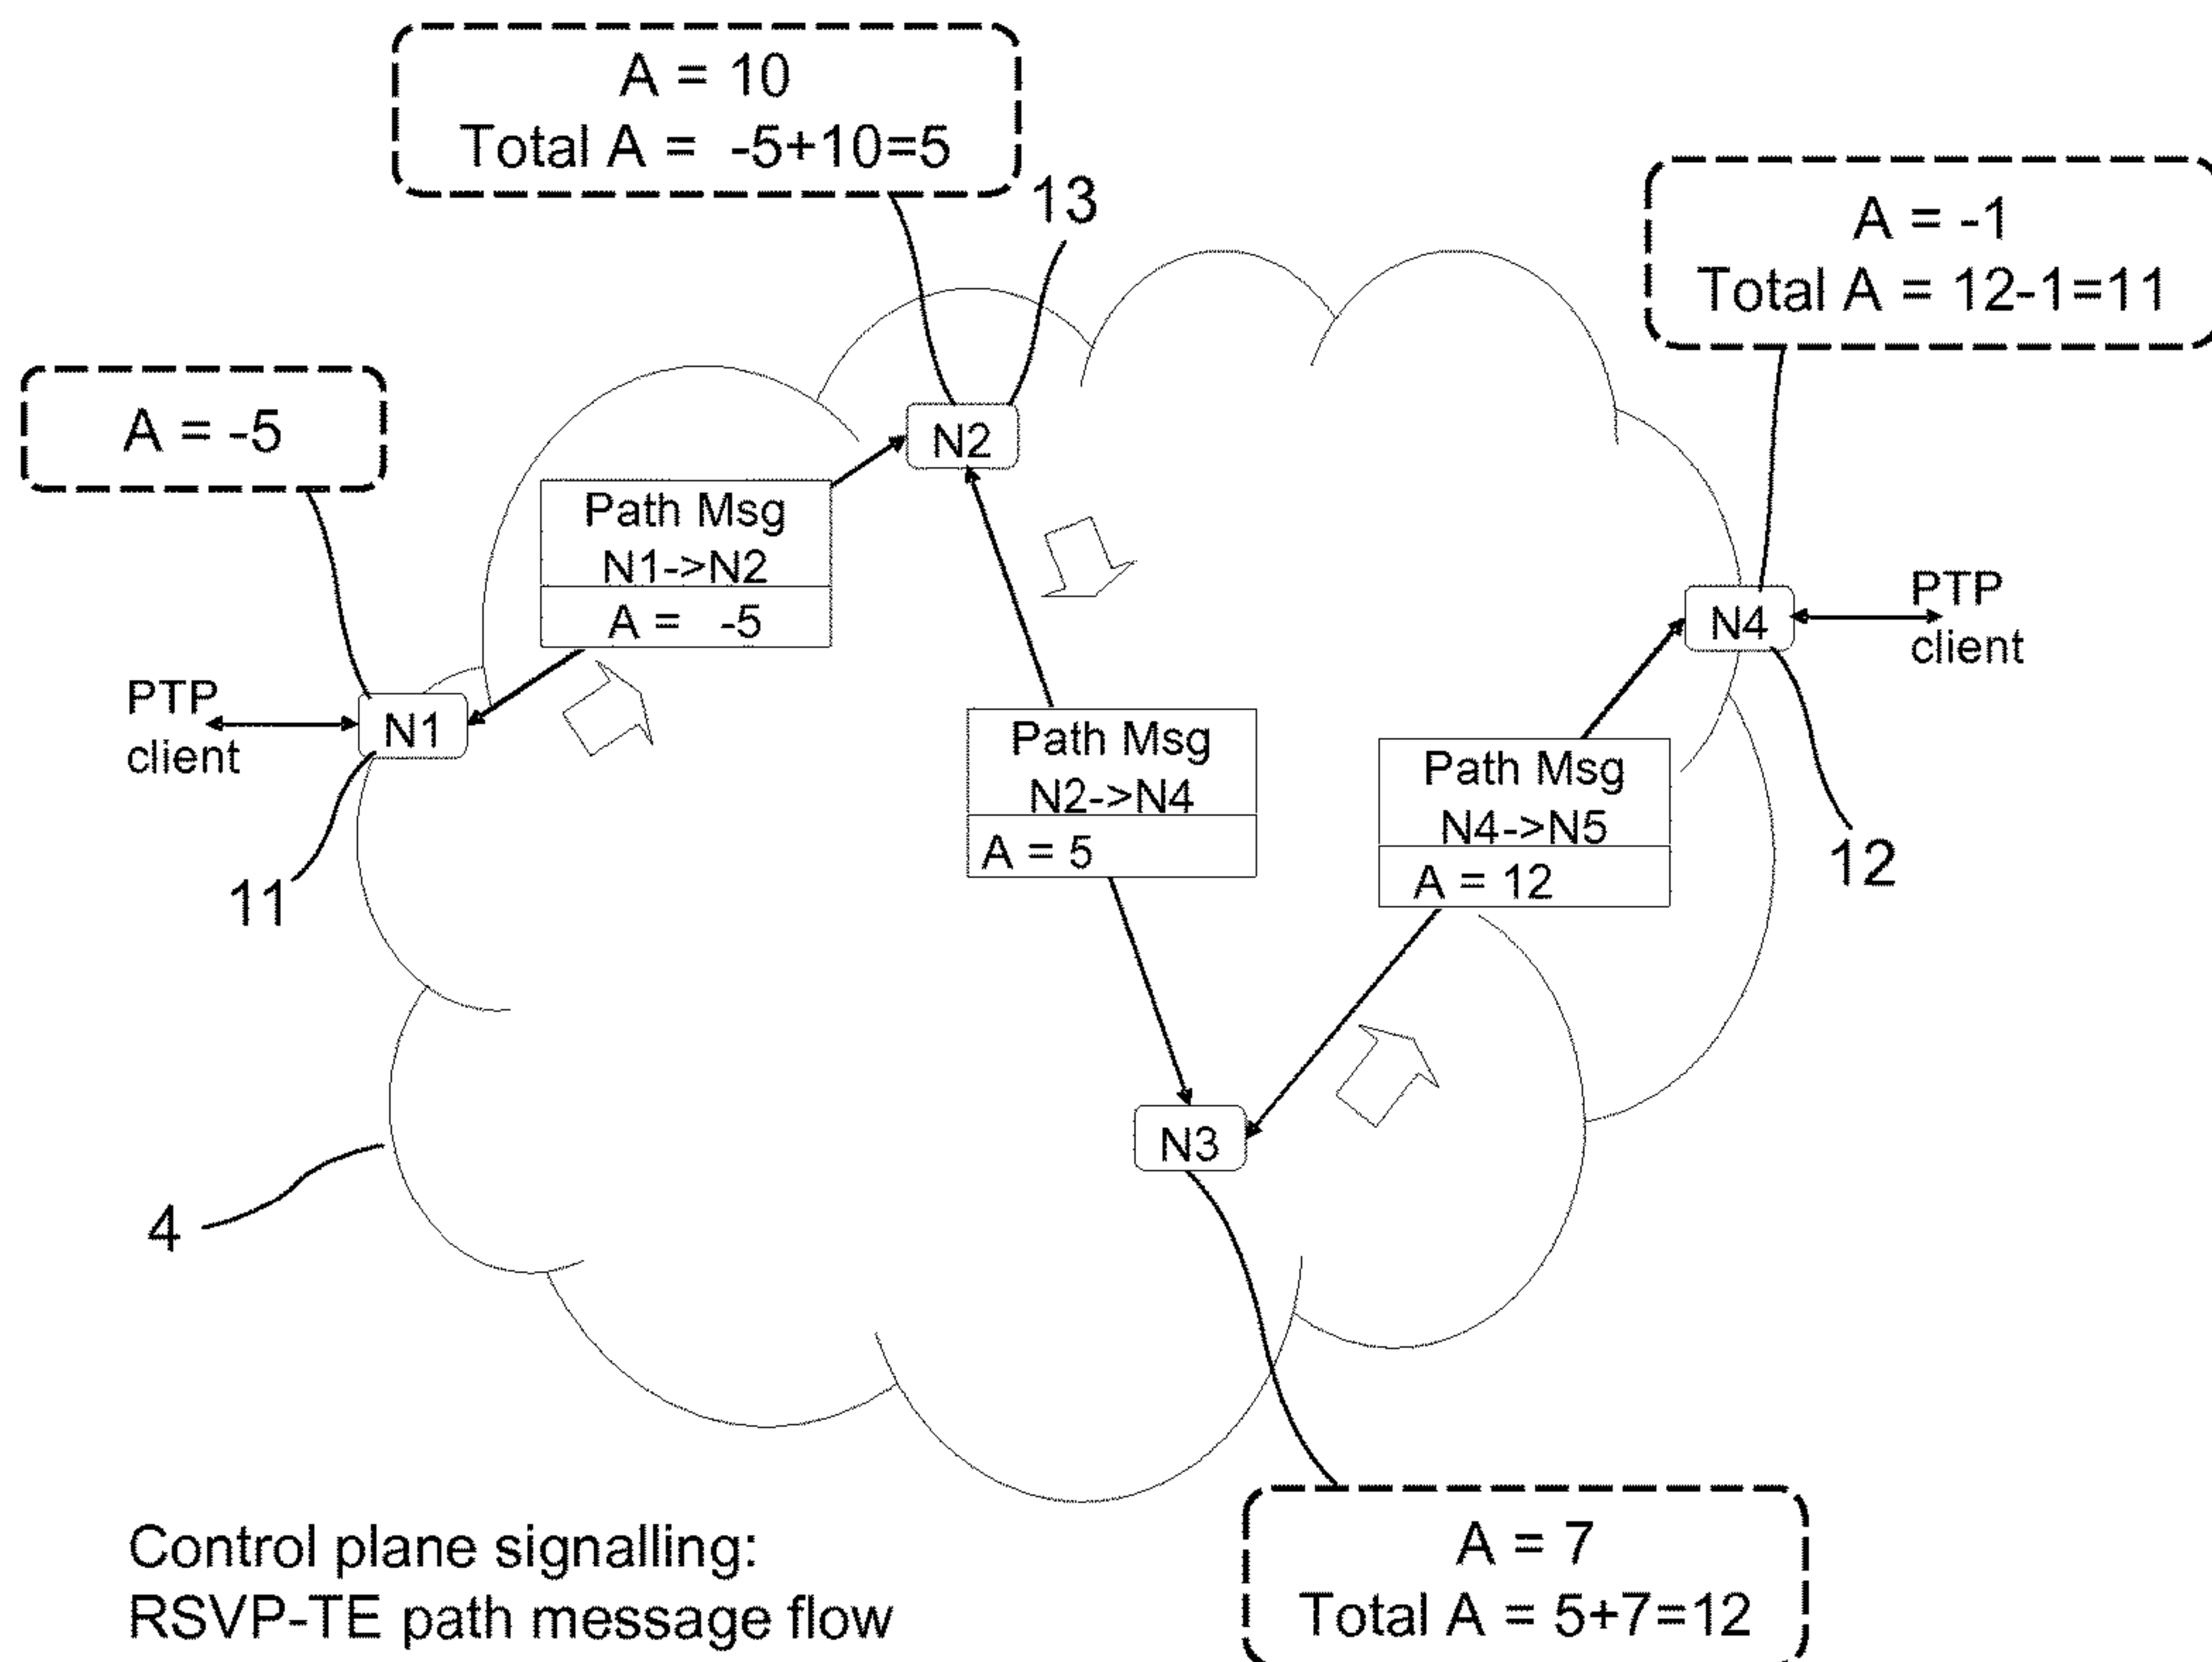 A = 10
Total A = -5+10=5
13
A = -1
Total A = 12-1=11
A = -5
N2
Path Msg
N1->N2
A = -5
PTP
client
N4
PTP
client
N1
Path Msg
N2->N4
A = 5
Path Msg
N4->N5
A = 12
12
11
N3
4
Control plane signalling:
RSVP-TE path message flow
A = 7
Total A = 5+7=12